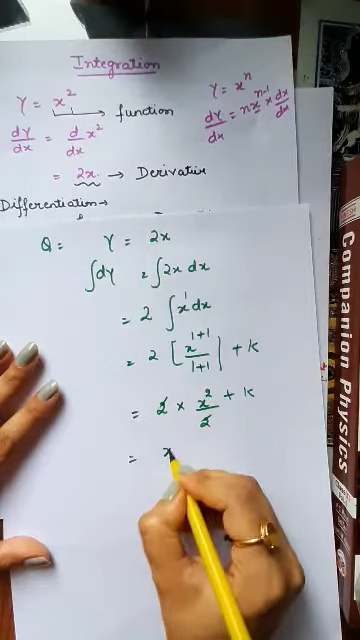 Integration
Y = x²
→ function
dY/dx = d/dx x²
= 2x → Derivative
Y = xⁿ
dY/dx = nxⁿ⁻¹ × dx/dx
Differentiation→
Q: Y = 2x
∫dY = ∫2x dx
= 2 ∫x¹dx
= 2 [x¹⁺¹/1+1] + K
= 2 × x²/2 + K
= x
Companion Physics